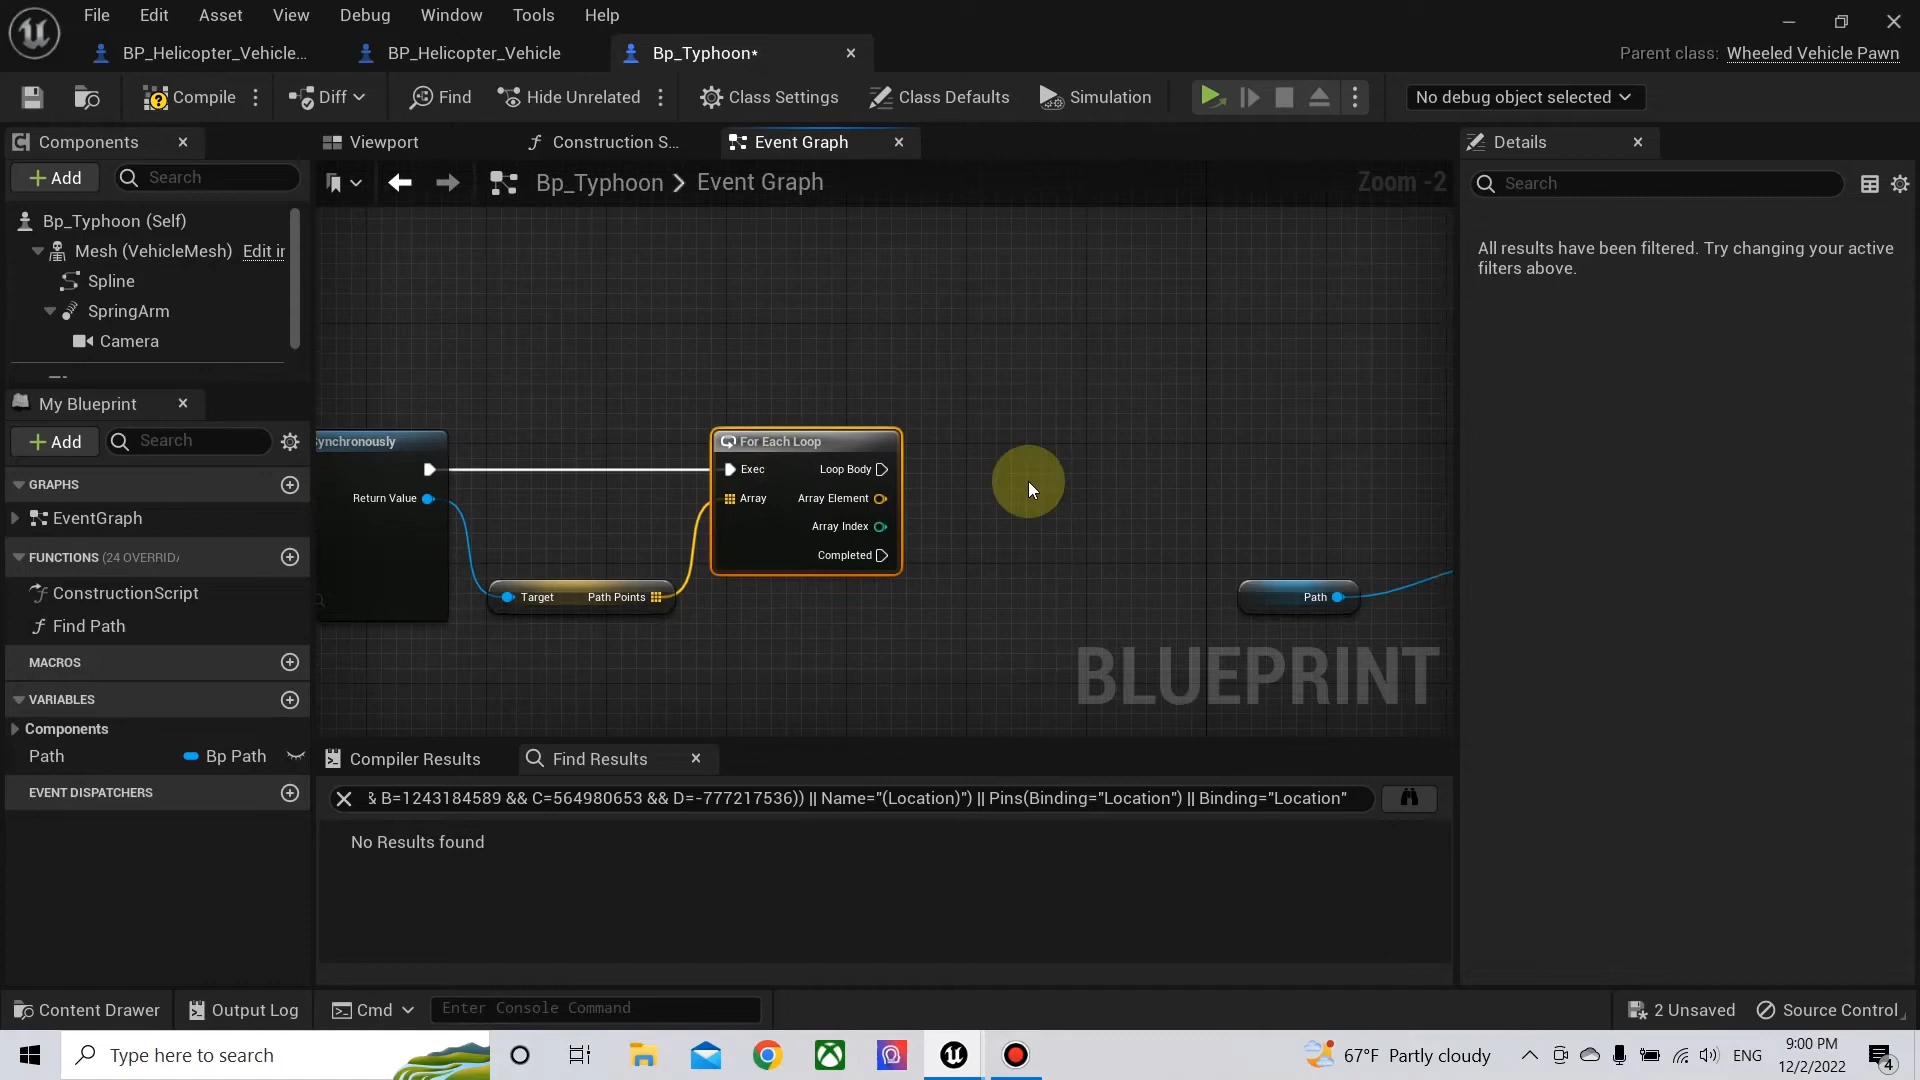 File Edit Asset View Debug Window Tools Help
BP_Helicopter_Vehicle... BP_Helicopter_Vehicle Bp_Typhoon* Parent class: Wheeled Vehicle Pawn
Compile Diff Find Hide Unrelated Class Settings Class Defaults Simulation No debug object selected
Components Viewport Construction S... Event Graph Details
Add Search Bp_Typhoon > Event Graph Zoom -2 Search
Bp_Typhoon (Self)
Mesh (VehicleMesh) Edit in
Spline
SpringArm
Camera
All results have been filtered. Try changing your active
filters above.
My Blueprint
Add Search
GRAPHS
EventGraph
FUNCTIONS (24 OVERRID
ConstructionScript
Find Path
MACROS
VARIABLES
Components
Path Bp Path
EVENT DISPATCHERS
Synchronously
Return Value
Target Path Points
For Each Loop
Exec Loop Body
Array Array Element
Array Index
Completed
Path
BLUEPRINT
Compiler Results Find Results
& B=1243184589 && C=564980653 && D=-777217536)) || Name="(Location)") || Pins(Binding="Location") || Binding="Location"
No Results found
Content Drawer Output Log Cmd Enter Console Command 2 Unsaved Source Control
Type here to search 67°F Partly cloudy ENG 9:00 PM
12/2/2022 4